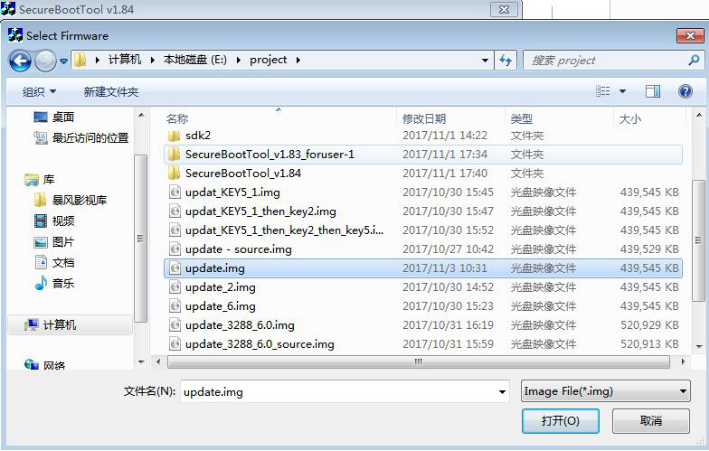 SecureBootTool v1.84
Select Firmware
计算机 本地磁盘 (E:) project 搜索 project
组织 新建文件夹
名称 修改日期 类型 大小
桌面
最近访问的位置
库
暴风影视库
视频
图片
文档
音乐
计算机
网络
sdk2 2017/11/1 14:22 文件夹
SecureBootTool_v1.83_foruser-1 2017/11/1 17:34 文件夹
SecureBootTool_v1.84 2017/11/1 17:40 文件夹
updat_KEY5_1.img 2017/10/30 15:45 光盘映像文件 439,545 KB
updat_KEY5_1_then_key2.img 2017/10/30 15:47 光盘映像文件 439,545 KB
updat_KEY5_1_then_key2_then_key5.i... 2017/10/30 15:52 光盘映像文件 439,545 KB
update - source.img 2017/10/27 10:42 光盘映像文件 439,529 KB
update.img 2017/11/3 10:31 光盘映像文件 439,545 KB
update_2.img 2017/10/30 14:52 光盘映像文件 439,545 KB
update_6.img 2017/10/30 15:23 光盘映像文件 439,545 KB
update_3288_6.0.img 2017/10/31 16:19 光盘映像文件 520,929 KB
update_3288_6.0_source.img 2017/10/31 15:59 光盘映像文件 520,913 KB
文件名(N): update.img Image File(*.img)
打开(O) 取消